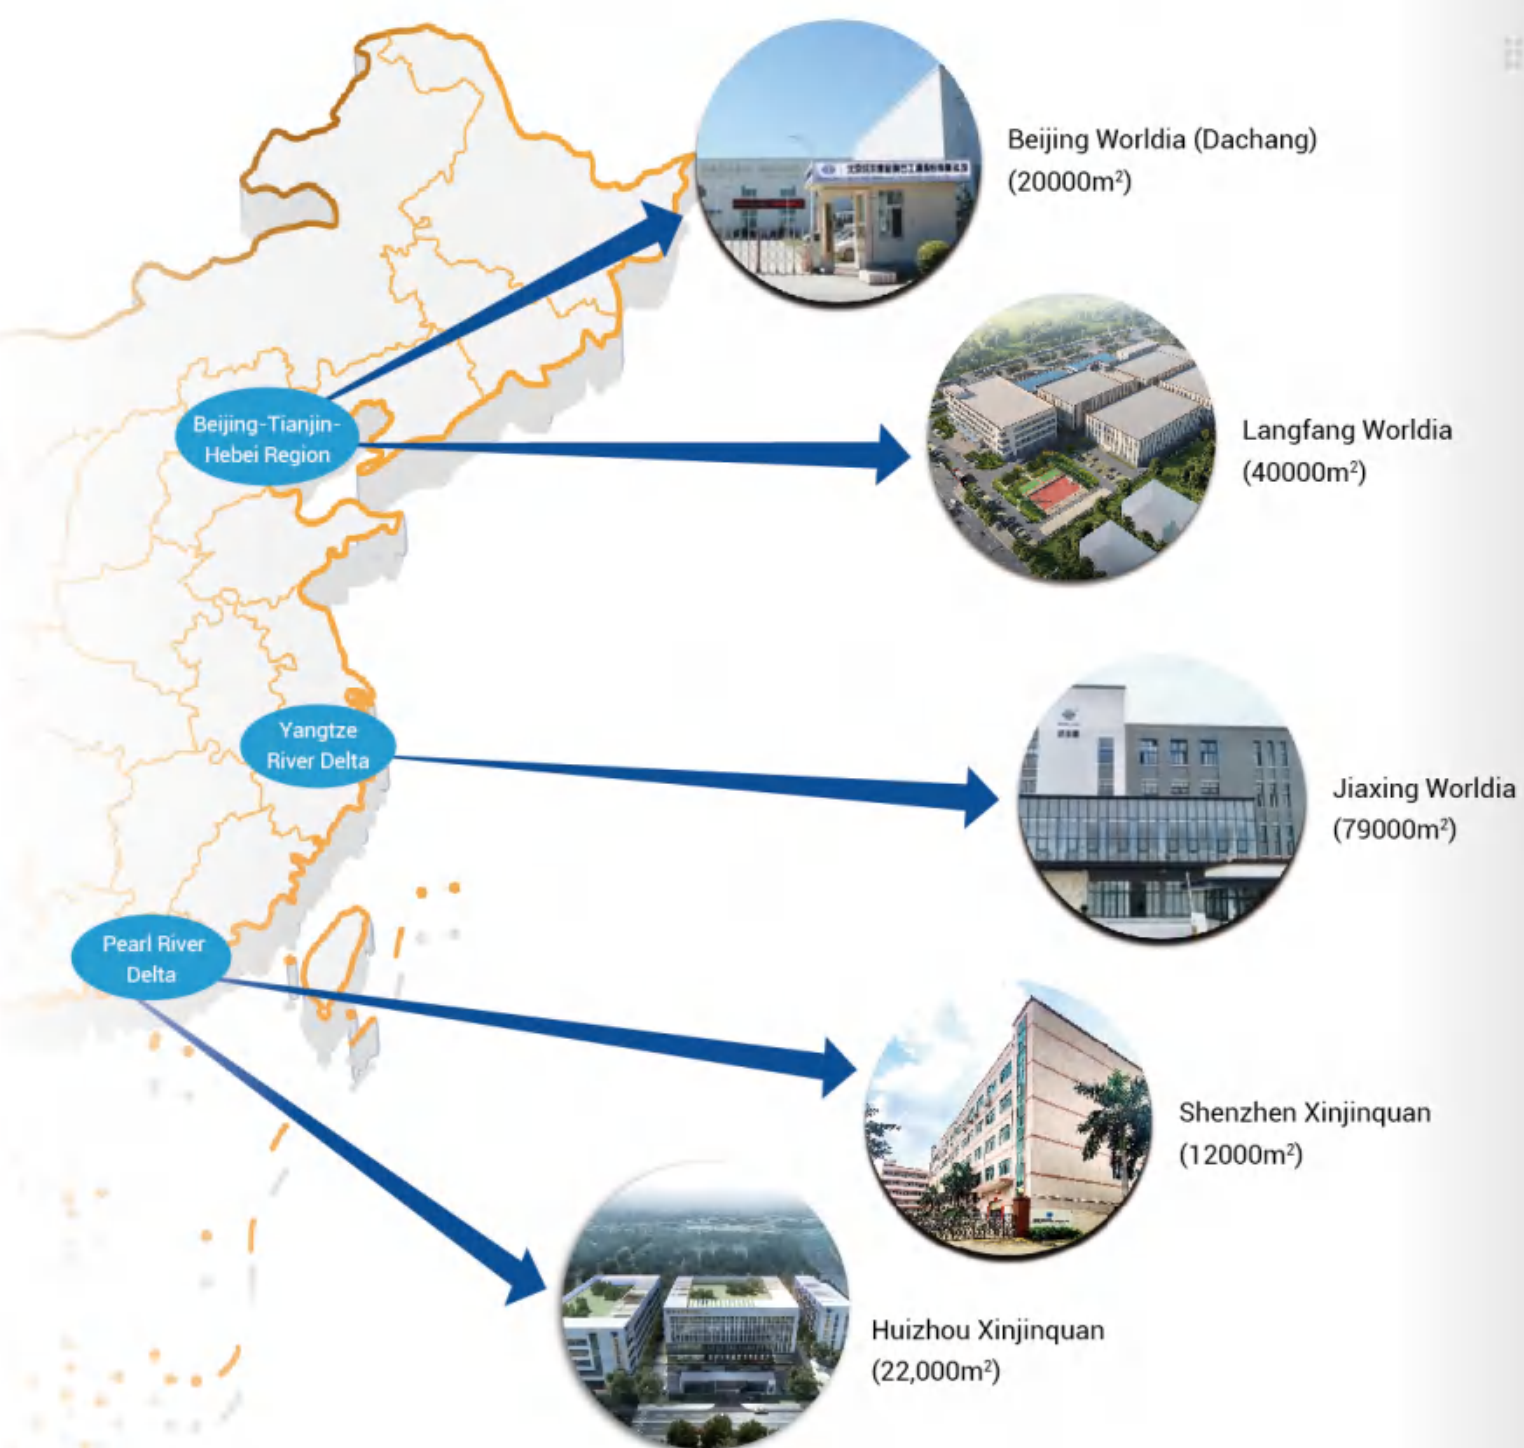 Beijing Worldia (Dachang)
(20000m²)
Beijing-Tianjin-
Hebei Region
Langfang Worldia
(40000m²)
Yangtze
River Delta
Jiaxing Worldia
(79000m²)
Pearl River
Delta
Shenzhen Xinjinquan
(12000m²)
Huizhou Xinjinquan
(22,000m²)